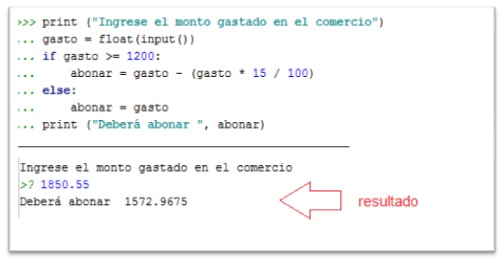 >>> print ("Ingrese el monto gastado en el comercio")
... gasto = float(input())
... if gasto >= 1200:
...     abonar = gasto - (gasto * 15 / 100)
... else:
...     abonar = gasto
... print ("Deberá abonar ", abonar)
Ingrese el monto gastado en el comercio
>? 1850.55
Deberá abonar  1572.9675
resultado